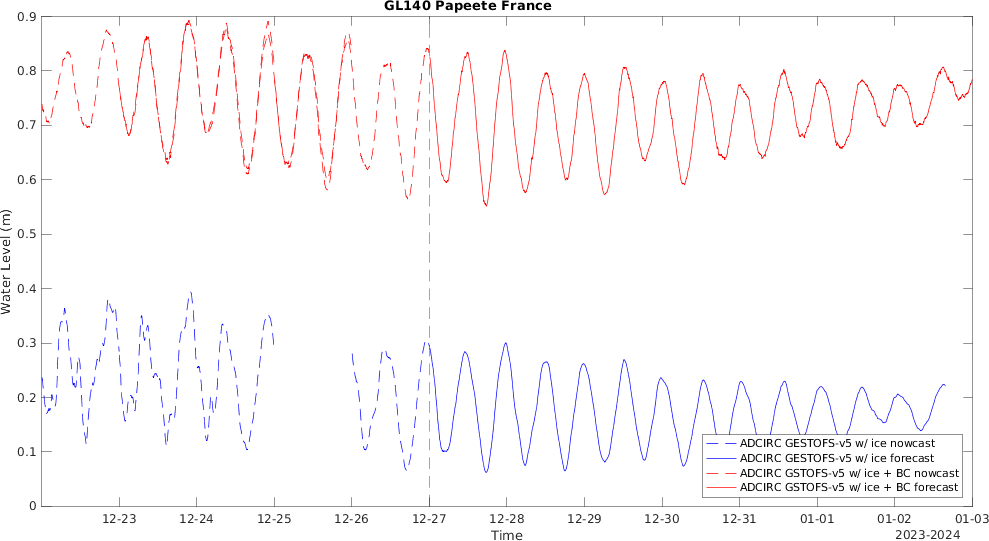 GL140 Papeete France
0.9
0.8
0.7
0.6
0.5
0.4
0.3
0.2
0.1
0
Water Level (m)
ADCIRC GESTOFS-v5 w/ ice nowcast
ADCIRC GESTOFS-v5 w/ ice forecast
ADCIRC GSTOFS-v5 w/ ice + BC nowcast
ADCIRC GSTOFS-v5 w/ ice + BC forecast
12-23 12-24 12-25 12-26 12-27 12-28 12-29 12-30 12-31 01-01 01-02 01-03
Time
2023-2024